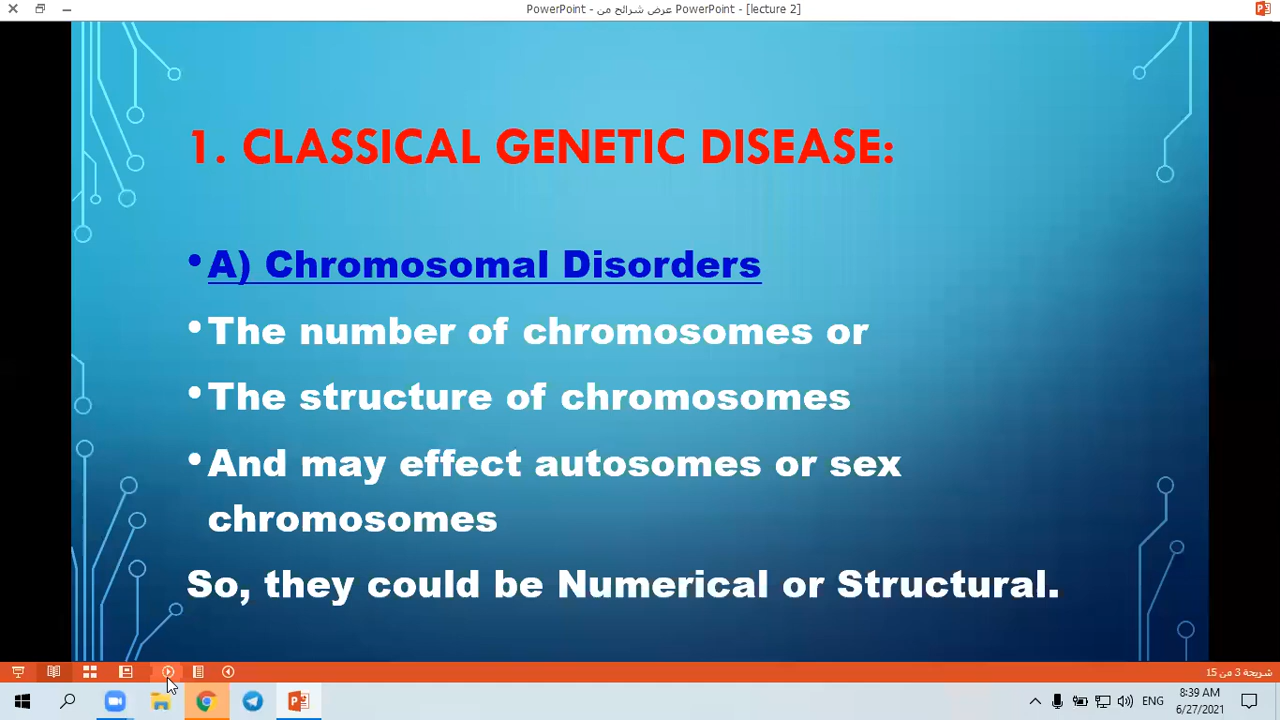 PowerPoint - عرض شرائح من PowerPoint - [lecture 2]
1. CLASSICAL GENETIC DISEASE:
•A) Chromosomal Disorders
•The number of chromosomes or
•The structure of chromosomes
•And may effect autosomes or sex
chromosomes
So, they could be Numerical or Structural.
شريحة 3 من 15
8:39 AM
ENG
6/27/2021